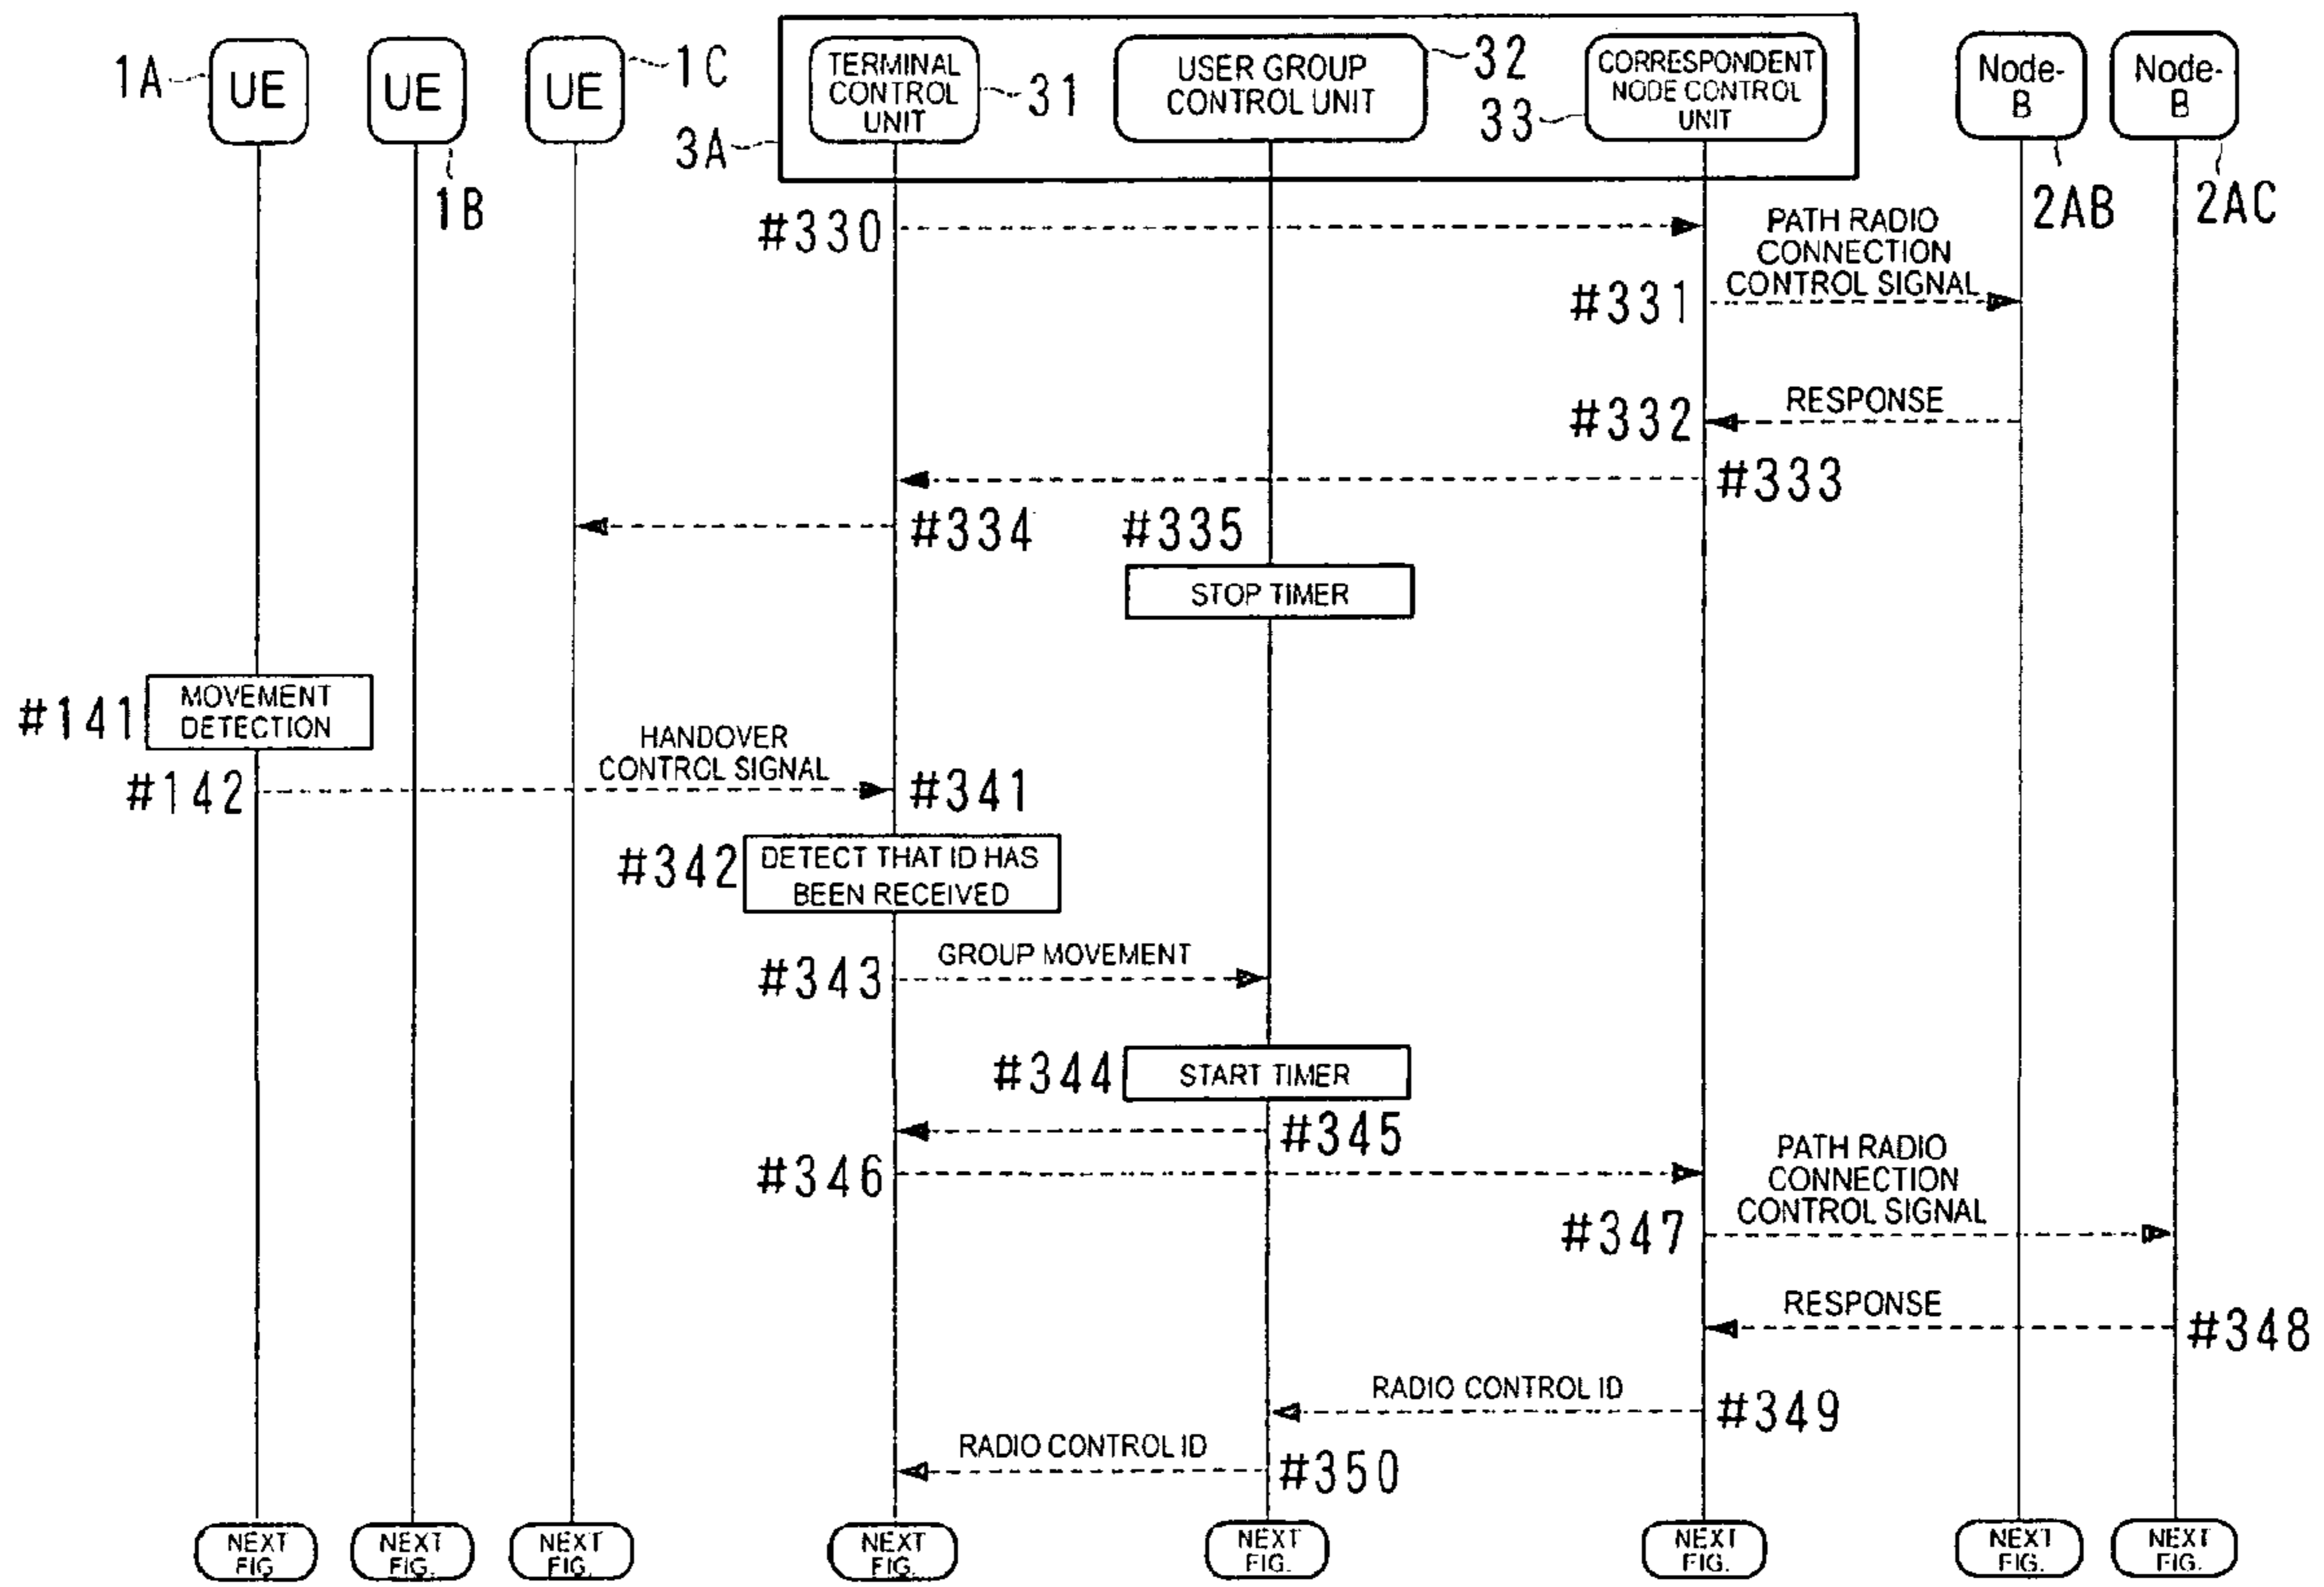 1A
UE
UE
1B
UE
1C
3A
TERMINAL
CONTROL
UNIT
31
USER GROUP
CONTROL UNIT
32
33
CORRESPONDENT
NODE CONTROL
UNIT
Node-
B
2AB
Node-
B
2AC
#330
PATH RADIO
CONNECTION
CONTROL SIGNAL
#331
RESPONSE
#332
#333
#334
#335
STOP TIMER
#141
MOVEMENT
DETECTION
HANDOVER
CONTROL SIGNAL
#142
#341
#342
DETECT THAT ID HAS
BEEN RECEIVED
GROUP MOVEMENT
#343
#344
START TIMER
#345
#346
PATH RADIO
CONNECTION
CONTROL SIGNAL
#347
RESPONSE
#348
RADIO CONTROL ID
#349
RADIO CONTROL ID
#350
NEXT
FIG.
NEXT
FIG.
NEXT
FIG.
NEXT
FIG.
NEXT
FIG.
NEXT
FIG.
NEXT
FIG.
NEXT
FIG.